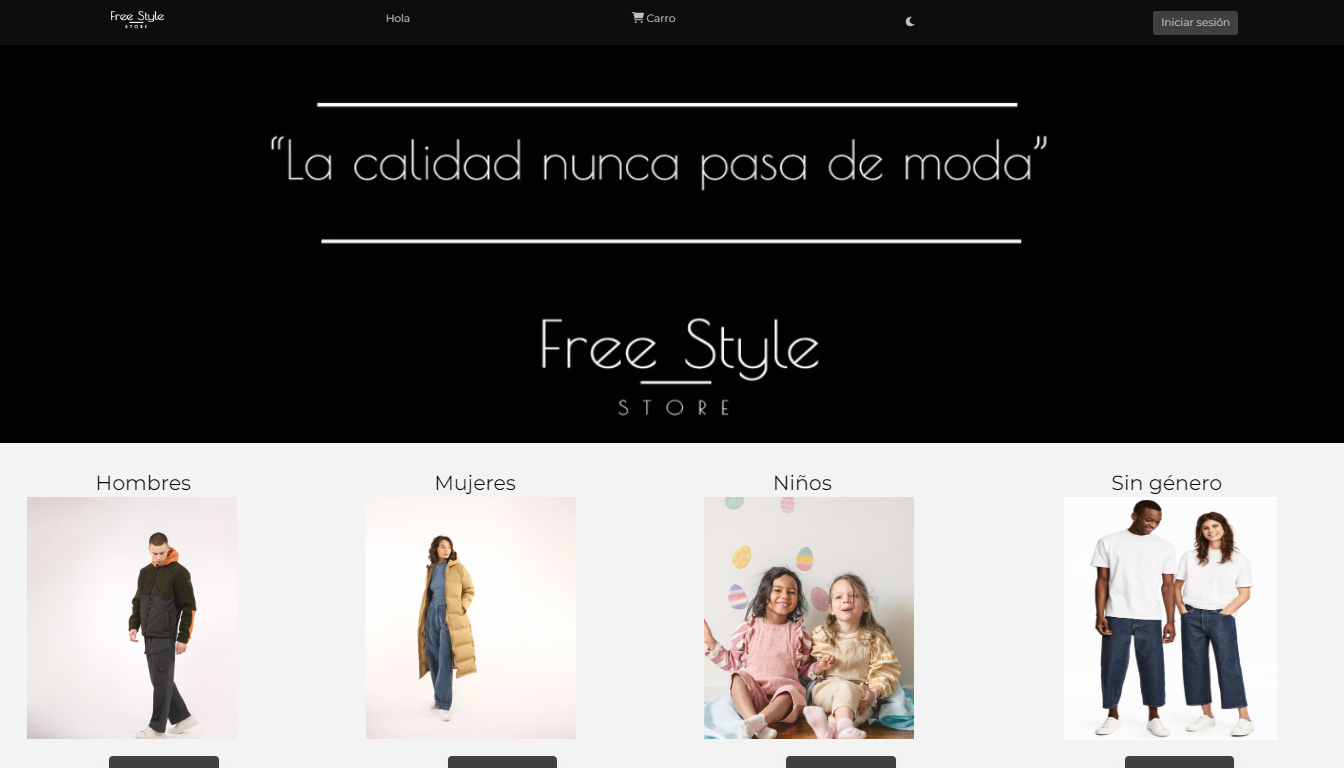 Free Style
STORE
Hola
Carro
Iniciar sesión
“La calidad nunca pasa de moda”
Free Style
STORE
Hombres
Mujeres
Niños
Sin género